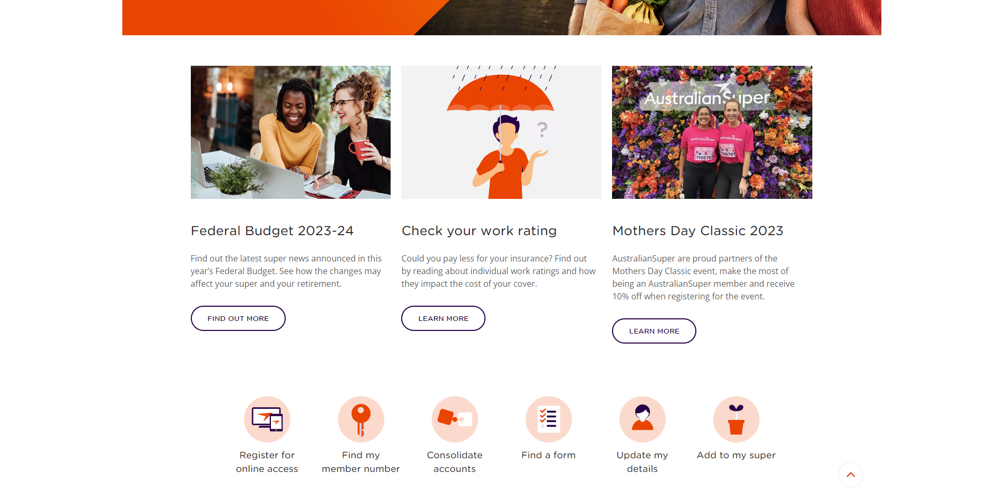 AustralianSuper
?
AustralianSuper
AustralianSuper
110670
110676
Federal Budget 2023-24
Find out the latest super news announced in this
year’s Federal Budget. See how the changes may
affect your super and your retirement.
FIND OUT MORE
Check your work rating
Could you pay less for your insurance? Find out
by reading about individual work ratings and how
they impact the cost of your cover.
LEARN MORE
Mothers Day Classic 2023
AustralianSuper are proud partners of the
Mothers Day Classic event, make the most of
being an AustralianSuper member and receive
10% off when registering for the event.
LEARN MORE
Register for
online access
Find my
member number
Consolidate
accounts
Find a form
Update my
details
Add to my super